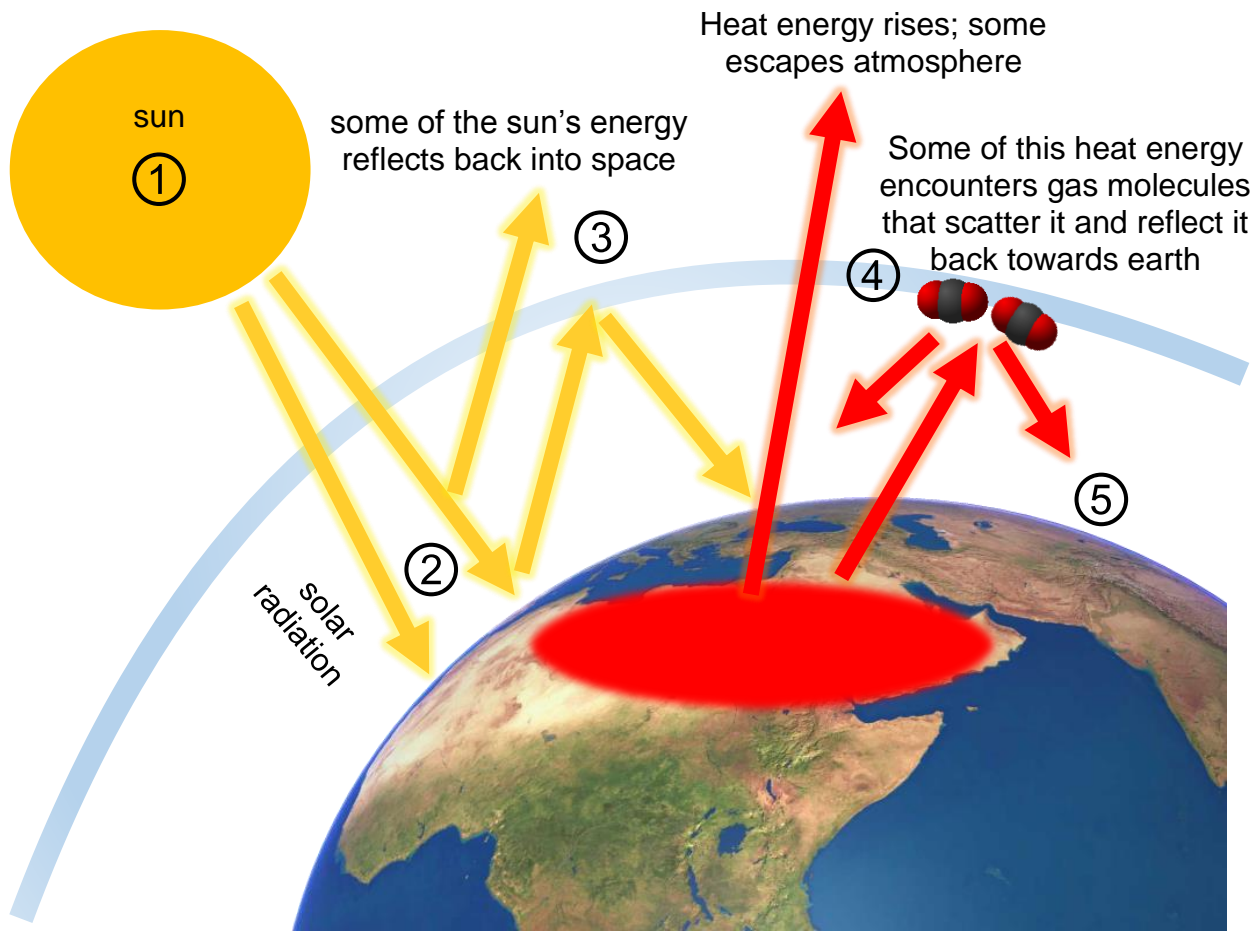 sun
1
some of the sun's energy
reflects back into space
3
Heat energy rises; some
escapes atmosphere
Some of this heat energy
encounters gas molecules
that scatter it and reflect it
back towards earth
4
5
2
solar
radiation